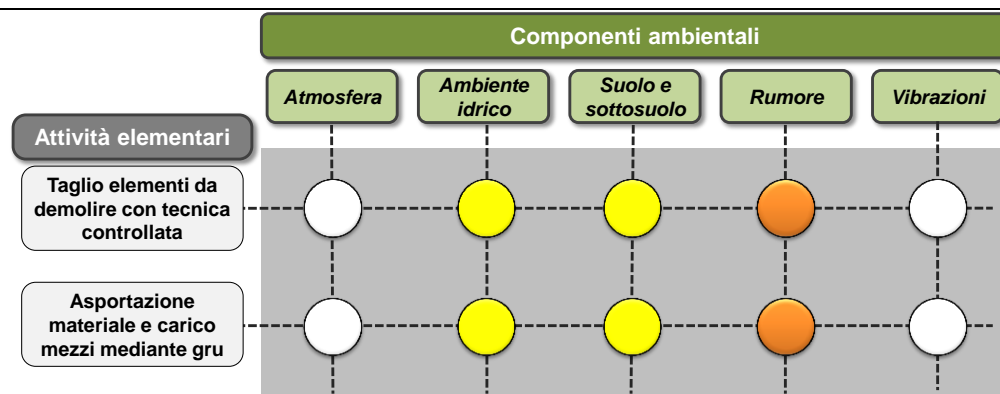 Componenti ambientali
Atmosfera
Ambiente
idrico
Suolo e
sottosuolo
Rumore
Vibrazioni
Attività elementari
Taglio elementi da
demolire con tecnica
controllata
Asportazione
materiale e carico
mezzi mediante gru